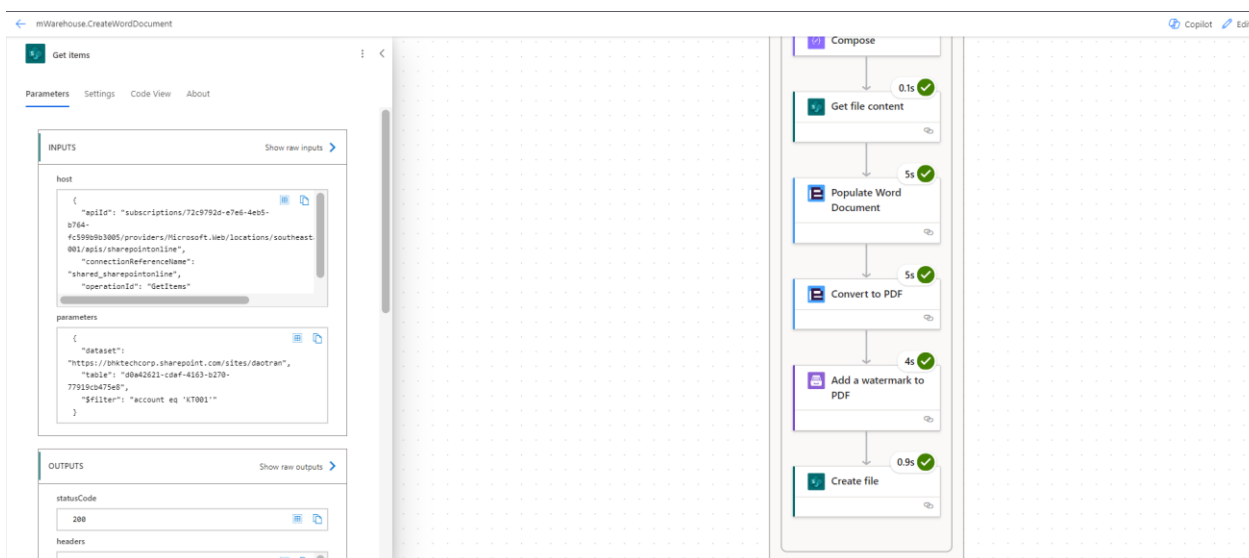 mWarehouse.CreateWordDocument
Copilot
Edi
Get items
Parameters Settings Code View About
INPUTS
Show raw inputs
host
{
"apiId": "subscriptions/72c9792d-e7e6-4eb5-
b764-
fc599b9b3005/providers/Microsoft.Web/locations/southeast
001/apis/sharepointonline",
"connectionReferenceName":
"shared_sharepointonline",
"operationId": "GetItems"
parameters
{
"dataset":
"https://bhktechcorp.sharepoint.com/sites/daotran",
"table": "d0a42621-cdaf-4163-b270-
77919cb475e8",
"$filter": "account eq 'KT001'"
}
OUTPUTS
Show raw outputs
statusCode
200
headers
Compose
0.1s
Get file content
5s
Populate Word
Document
5s
Convert to PDF
4s
Add a watermark to
PDF
0.9s
Create file